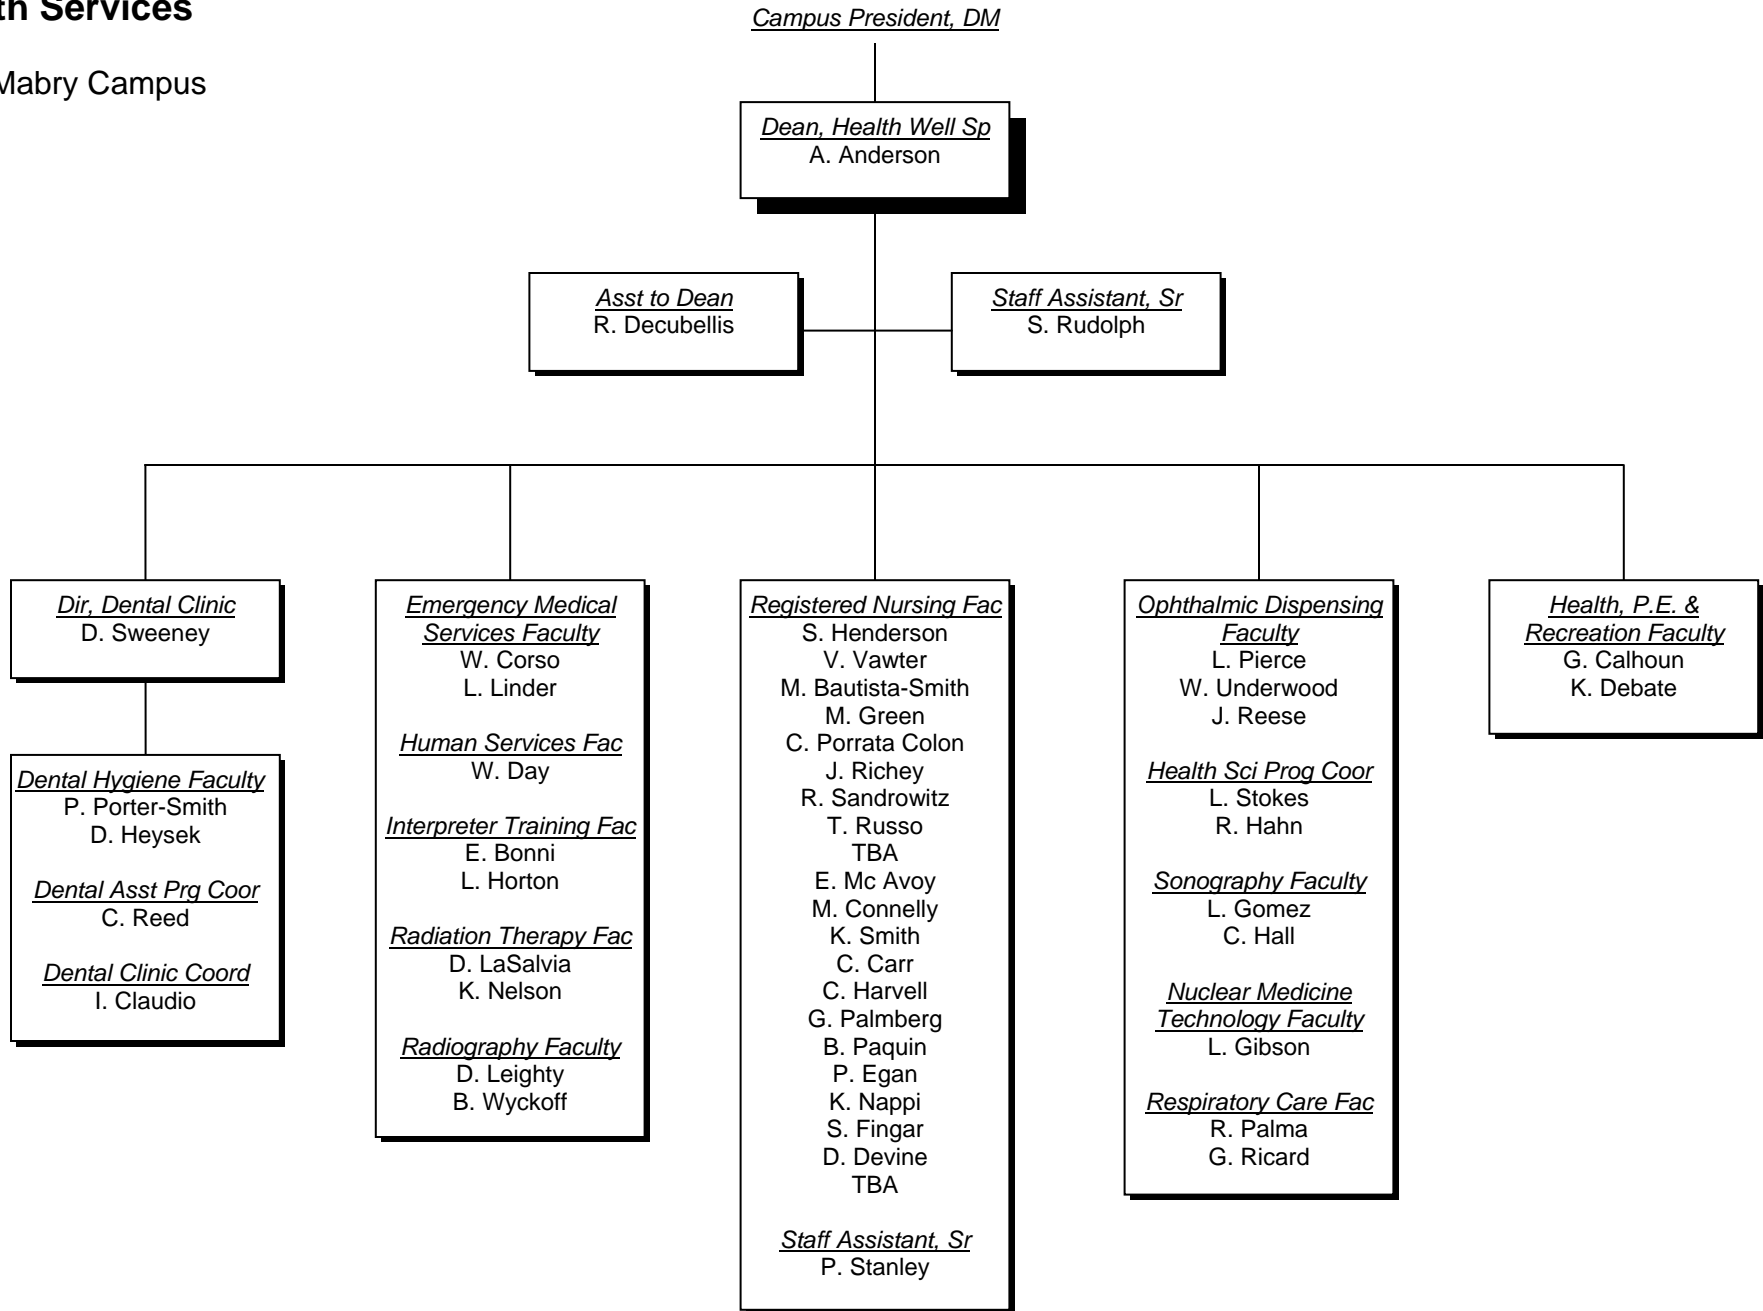 th Services
Mabry Campus
Campus President, DM
Dean, Health Well Sp
A. Anderson
Asst to Dean
R. Decubellis
Staff Assistant, Sr
S. Rudolph
Dir, Dental Clinic
D. Sweeney
Dental Hygiene Faculty
P. Porter-Smith
D. Heysek
Dental Asst Prg Coor
C. Reed
Dental Clinic Coord
I. Claudio
Emergency Medical
Services Faculty
W. Corso
L. Linder
Human Services Fac
W. Day
Interpreter Training Fac
E. Bonni
L. Horton
Radiation Therapy Fac
D. LaSalvia
K. Nelson
Radiography Faculty
D. Leighty
B. Wyckoff
Registered Nursing Fac
S. Henderson
V. Vawter
M. Bautista-Smith
M. Green
C. Porrata Colon
J. Richey
R. Sandrowitz
T. Russo
TBA
E. Mc Avoy
M. Connelly
K. Smith
C. Carr
C. Harvell
G. Palmberg
B. Paquin
P. Egan
K. Nappi
S. Fingar
D. Devine
TBA
Staff Assistant, Sr
P. Stanley
Ophthalmic Dispensing
Faculty
L. Pierce
W. Underwood
J. Reese
Health Sci Prog Coor
L. Stokes
R. Hahn
Sonography Faculty
L. Gomez
C. Hall
Nuclear Medicine
Technology Faculty
L. Gibson
Respiratory Care Fac
R. Palma
G. Ricard
Health, P.E. &
Recreation Faculty
G. Calhoun
K. Debate